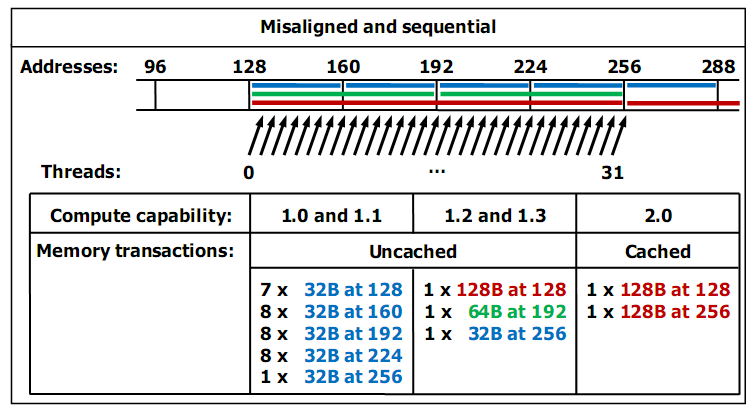 Misaligned and sequential
Addresses: 96 128 160 192 224 256 288
Threads: 0 ... 31
Compute capability: 1.0 and 1.1 1.2 and 1.3 2.0
Memory transactions: Uncached Cached
7 x 32B at 128 1 x 128B at 128 1 x 128B at 128
8 x 32B at 160 1 x 64B at 192 1 x 128B at 256
8 x 32B at 192 1 x 32B at 256
8 x 32B at 224
1 x 32B at 256